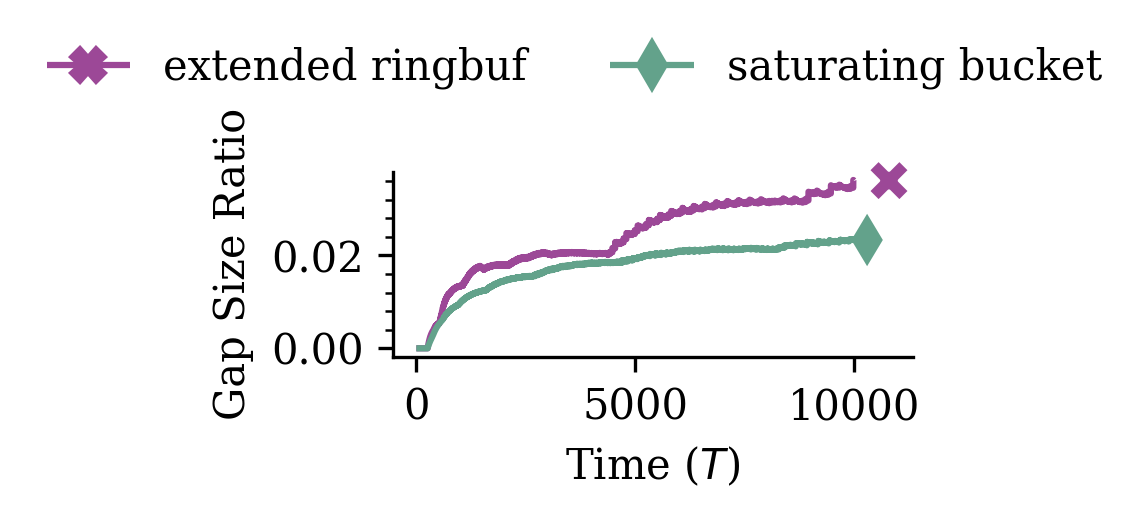 extended ringbuf
saturating bucket
Gap Size Ratio
0.02
0.00
0
5000
10000
Time (T)